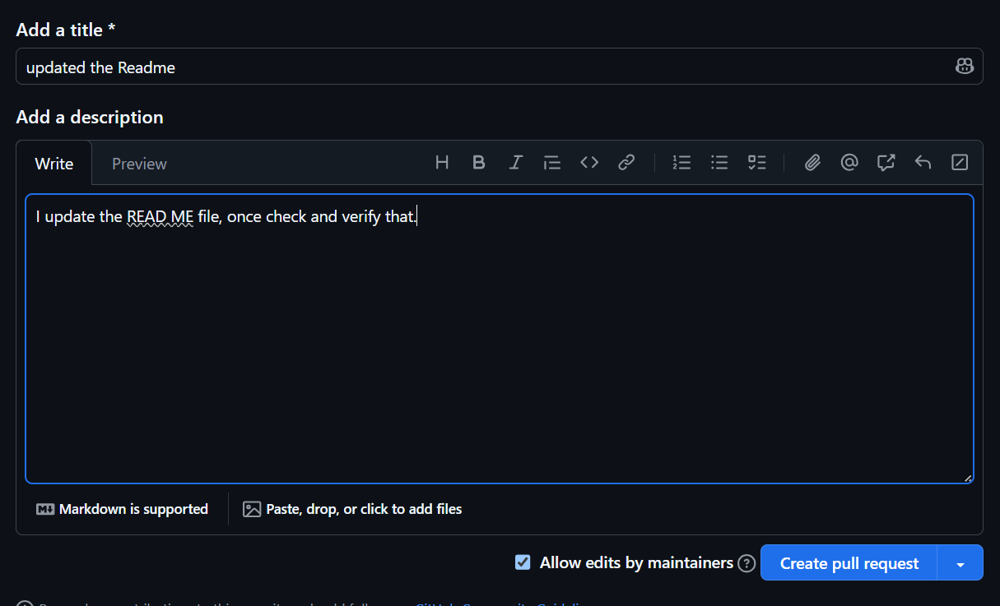 Add a title *
updated the Readme
Add a description
Write Preview
I update the READ ME file, once check and verify that.
Markdown is supported Paste, drop, or click to add files
Allow edits by maintainers Create pull request